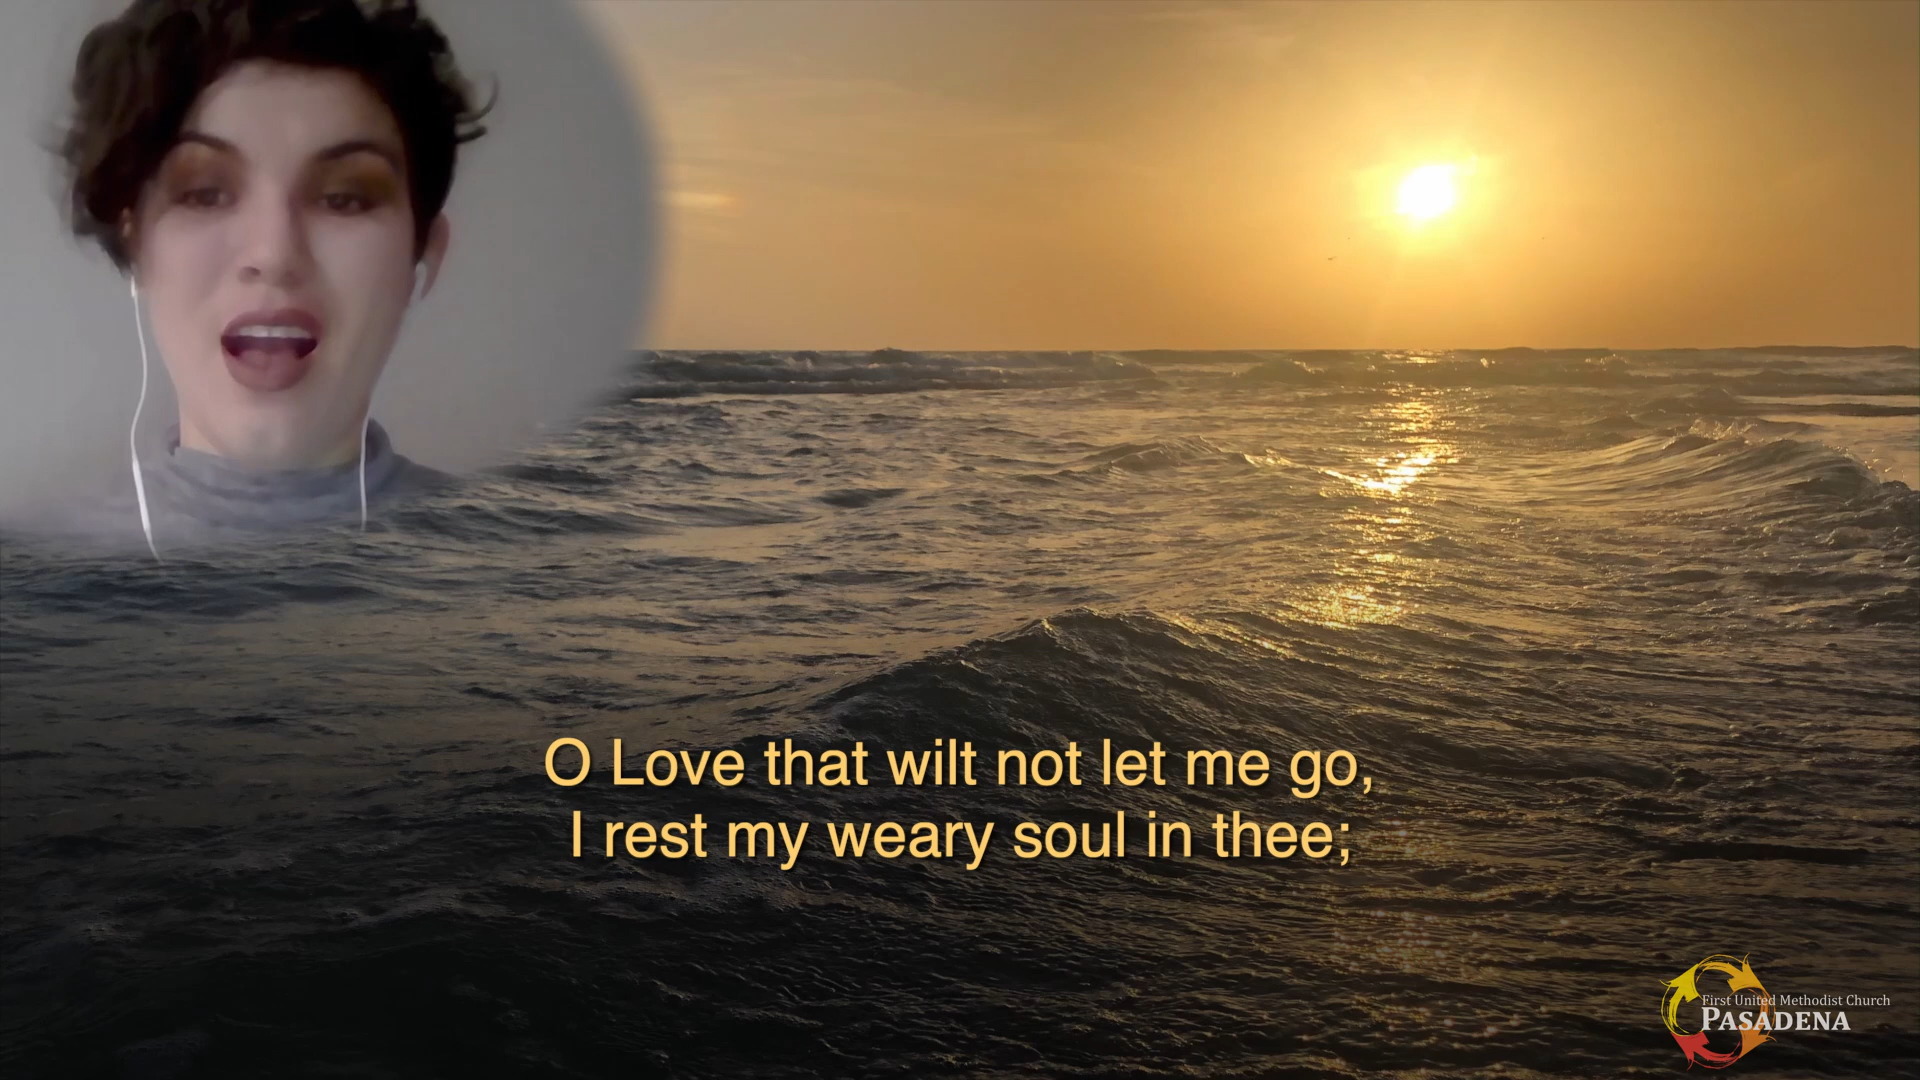 O Love that wilt not let me go,
I rest my weary soul in thee;
First United Methodist Church
PASADENA